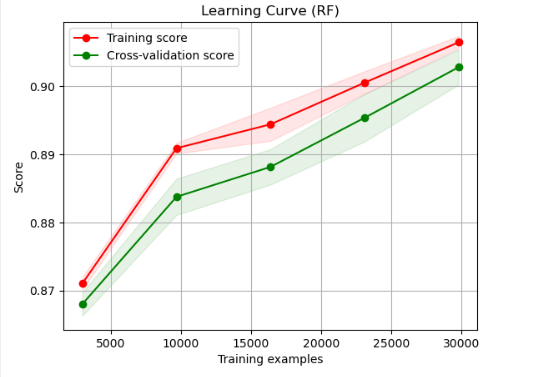 Learning Curve (RF)
Training score
Cross-validation score
0.90
0.89
0.88
0.87
Score
5000 10000 15000 20000 25000 30000
Training examples